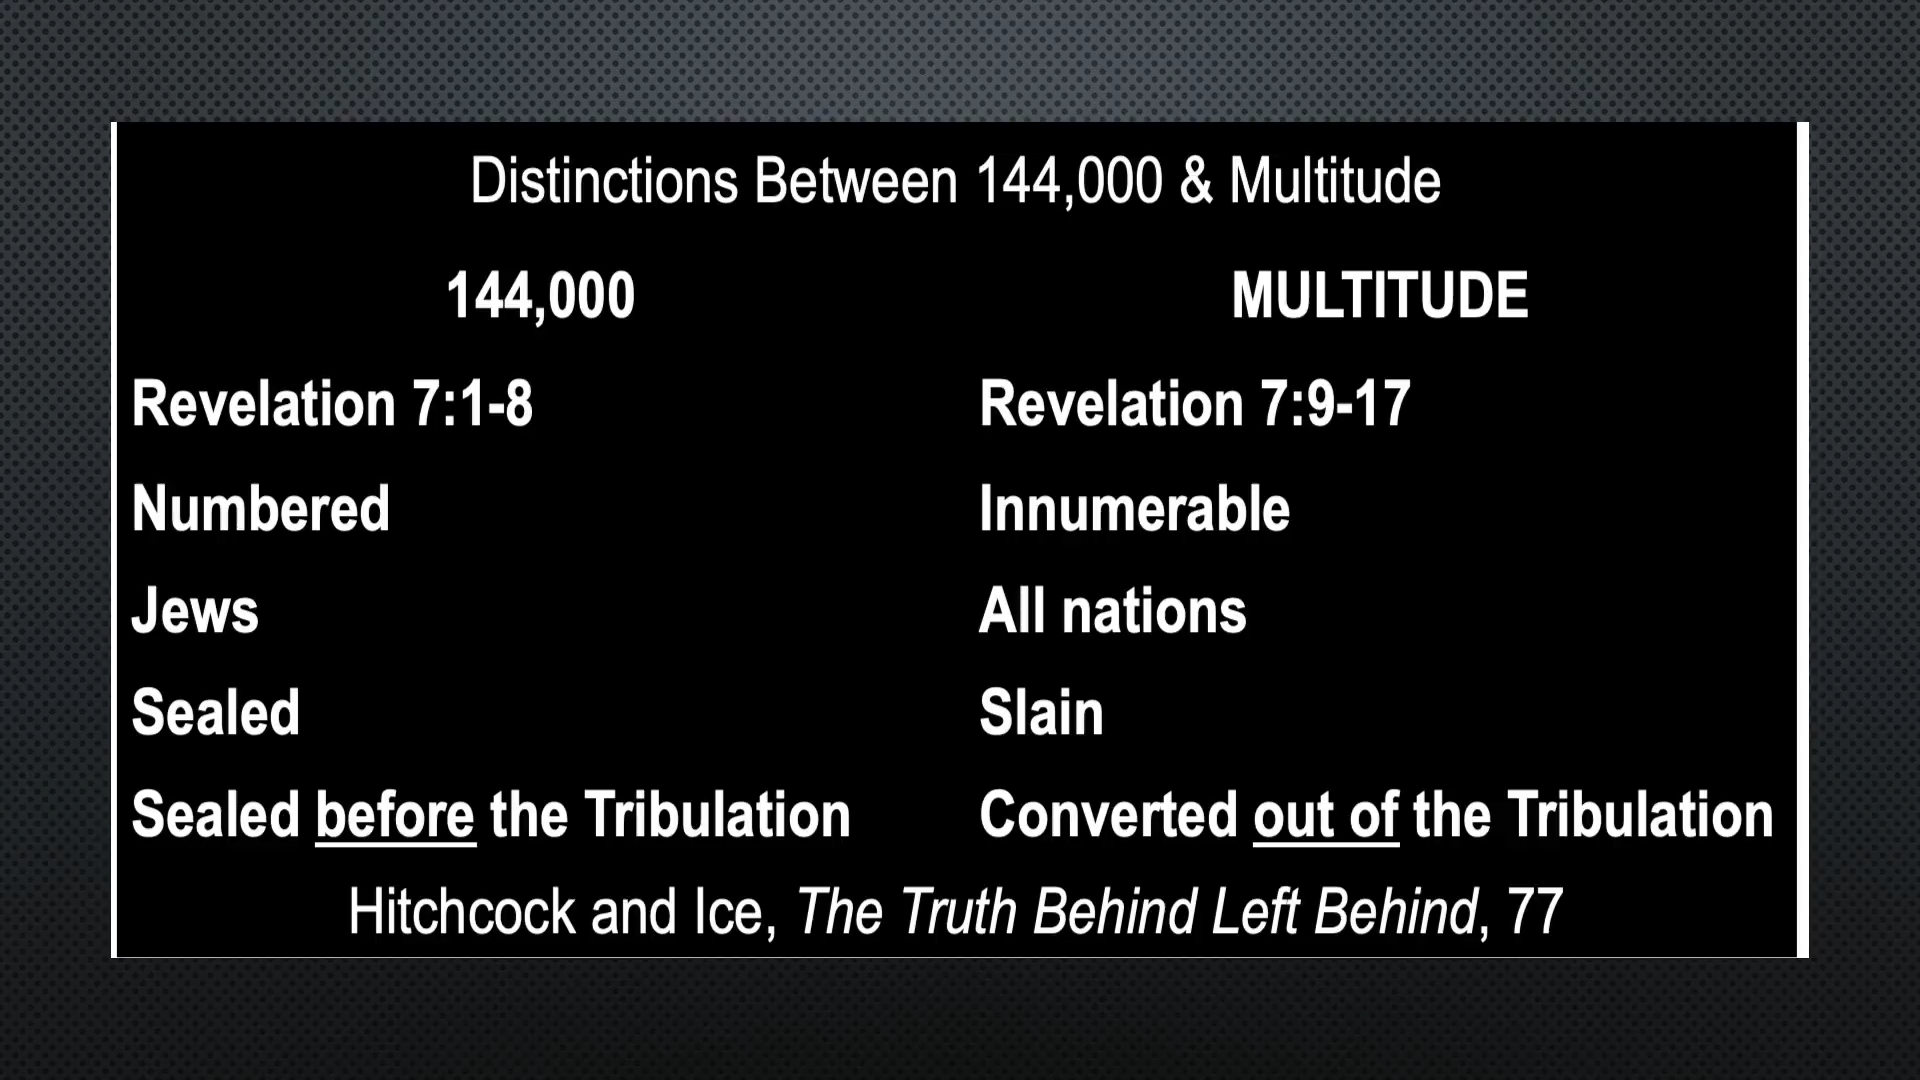 Distinctions Between 144,000 & Multitude
144,000 MULTITUDE
Revelation 7:1-8 Revelation 7:9-17
Numbered Innumerable
Jews All nations
Sealed Slain
Sealed before the Tribulation Converted out of the Tribulation
Hitchcock and Ice, The Truth Behind Left Behind, 77